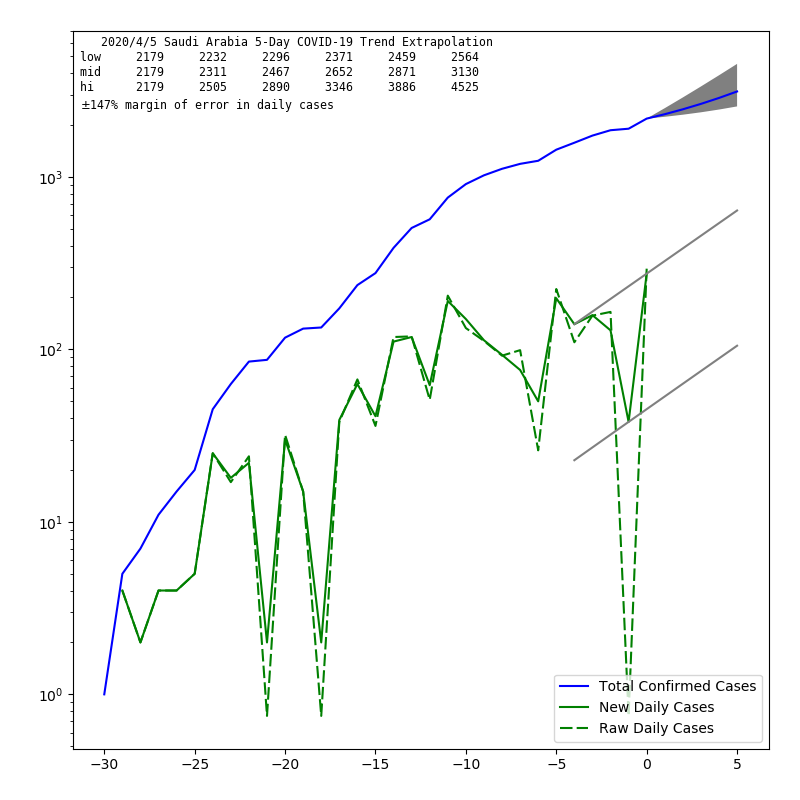 2020/4/5 Saudi Arabia 5-Day COVID-19 Trend Extrapolation
low 2179 2232 2296 2371 2459 2564
mid 2179 2311 2467 2652 2871 3130
hi 2179 2505 2890 3346 3886 4525
±147% margin of error in daily cases
10³
10²
10¹
10⁰
Total Confirmed Cases
New Daily Cases
Raw Daily Cases
−30 −25 −20 −15 −10 −5 0 5